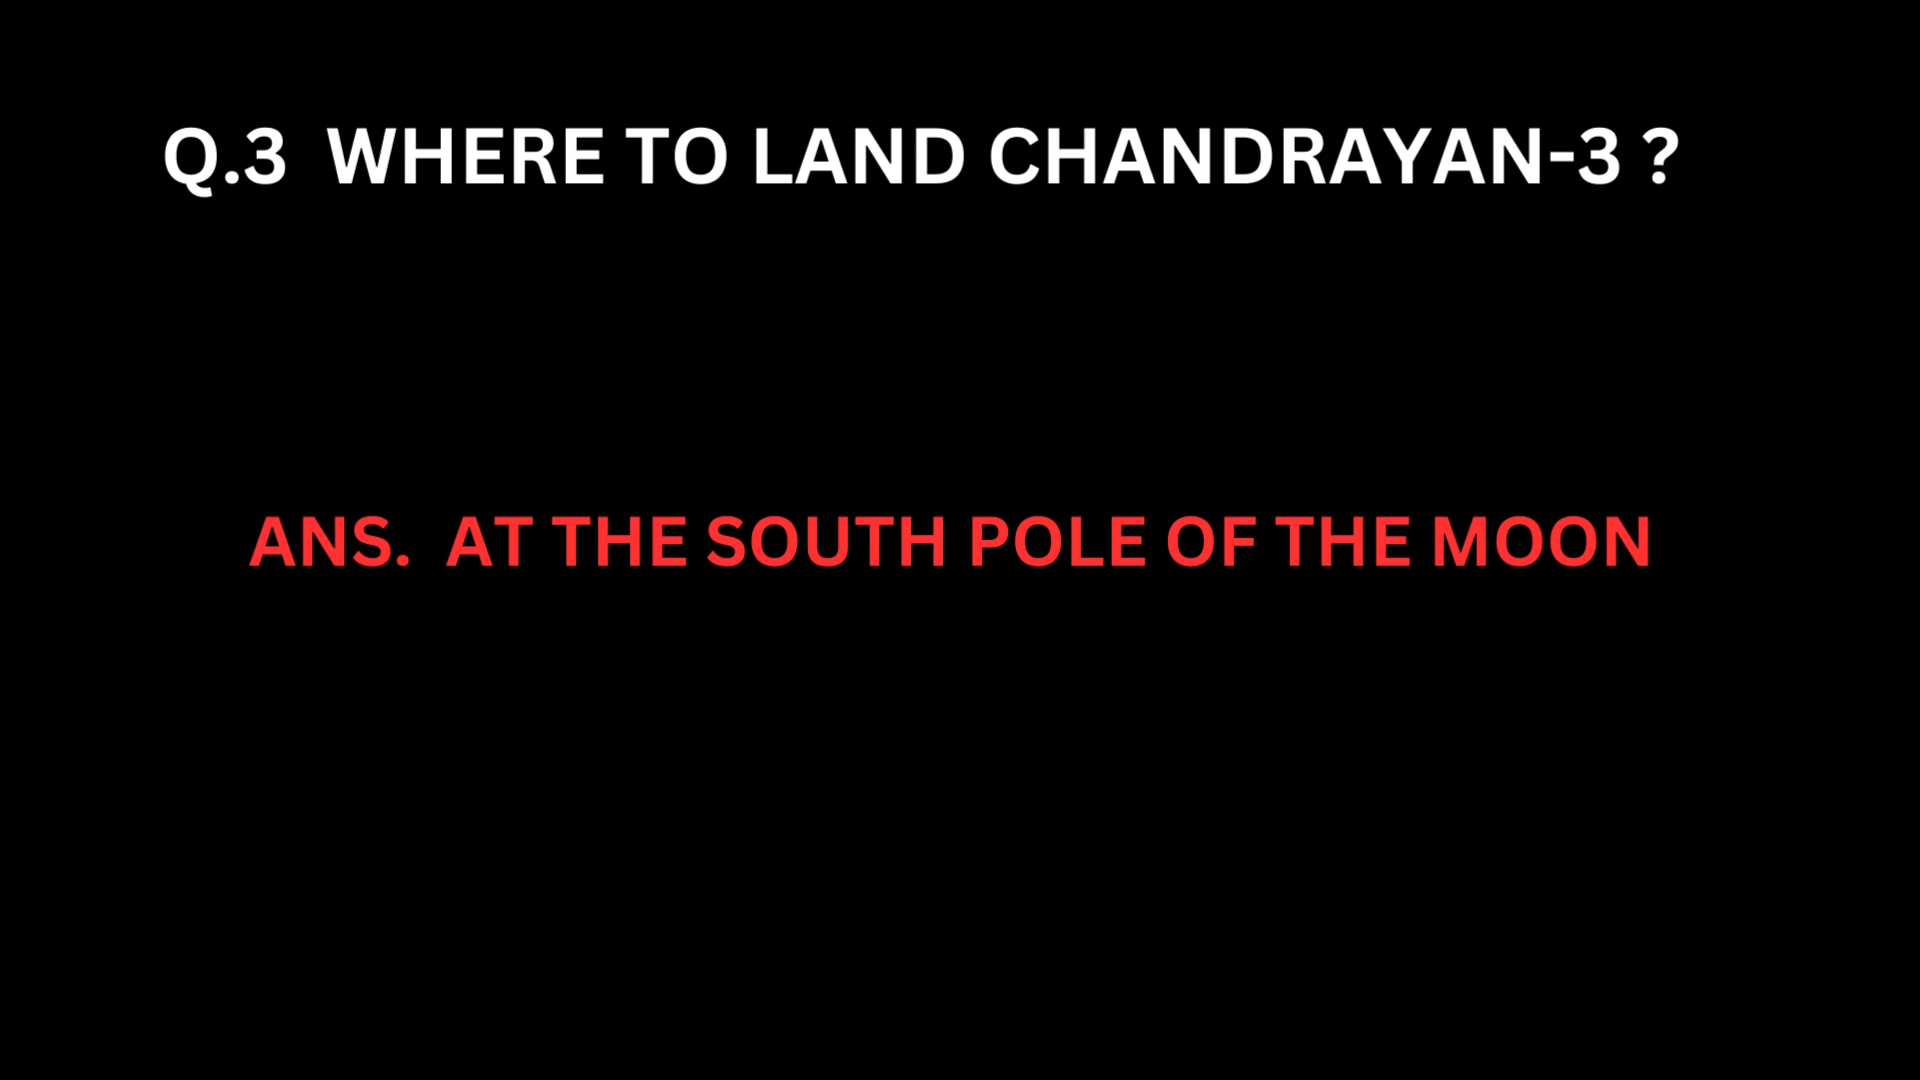 Q.3 WHERE TO LAND CHANDRAYAN-3 ?
ANS. AT THE SOUTH POLE OF THE MOON